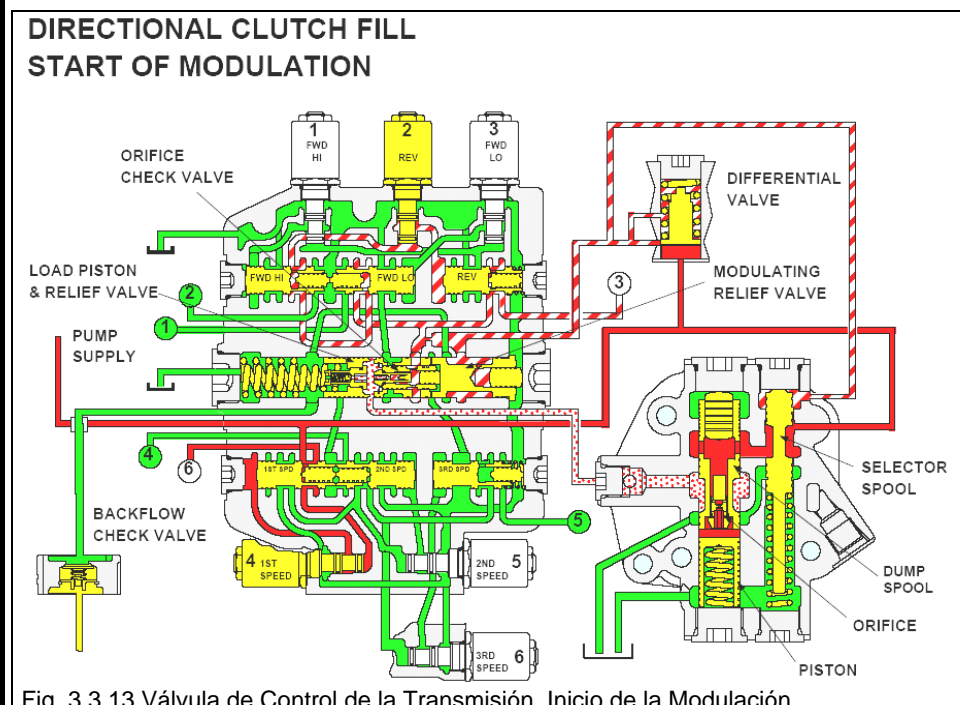 DIRECTIONAL CLUTCH FILL
START OF MODULATION
1
FWD
HI
2
REV
3
FWD
LO
ORIFICE
CHECK VALVE
DIFFERENTIAL
VALVE
LOAD PISTON
& RELIEF VALVE
FWD HI
FWD LO
REV
MODULATING
RELIEF VALVE
2
3
1
PUMP
SUPPLY
4
6
1ST SPD
2ND SPD
3RD SPD
SELECTOR
SPOOL
5
BACKFLOW
CHECK VALVE
4 1ST
SPEED
2ND
SPEED 5
DUMP
SPOOL
ORIFICE
3RD
SPEED 6
PISTON
Fig. 3.3.13 Válvula de Control de la Transmisión. Inicio de la Modulación